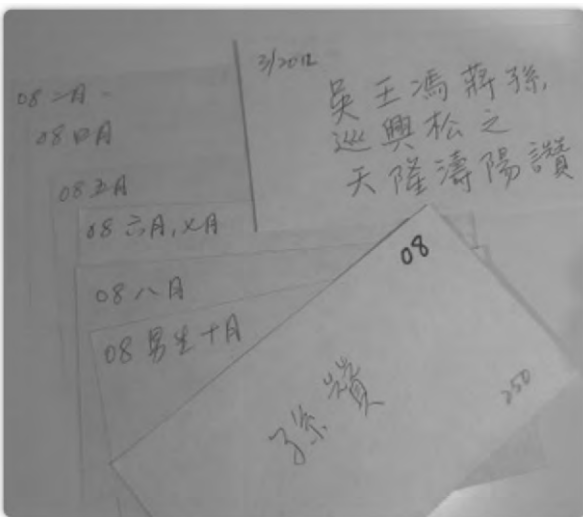 08 二月
08 四月
08 五月
08 六月,七月
08 八月
08 男生十月
3/2012
吳王馮蔣孫,
巡興松之
天隆濤陽讚
08
孫讚
250